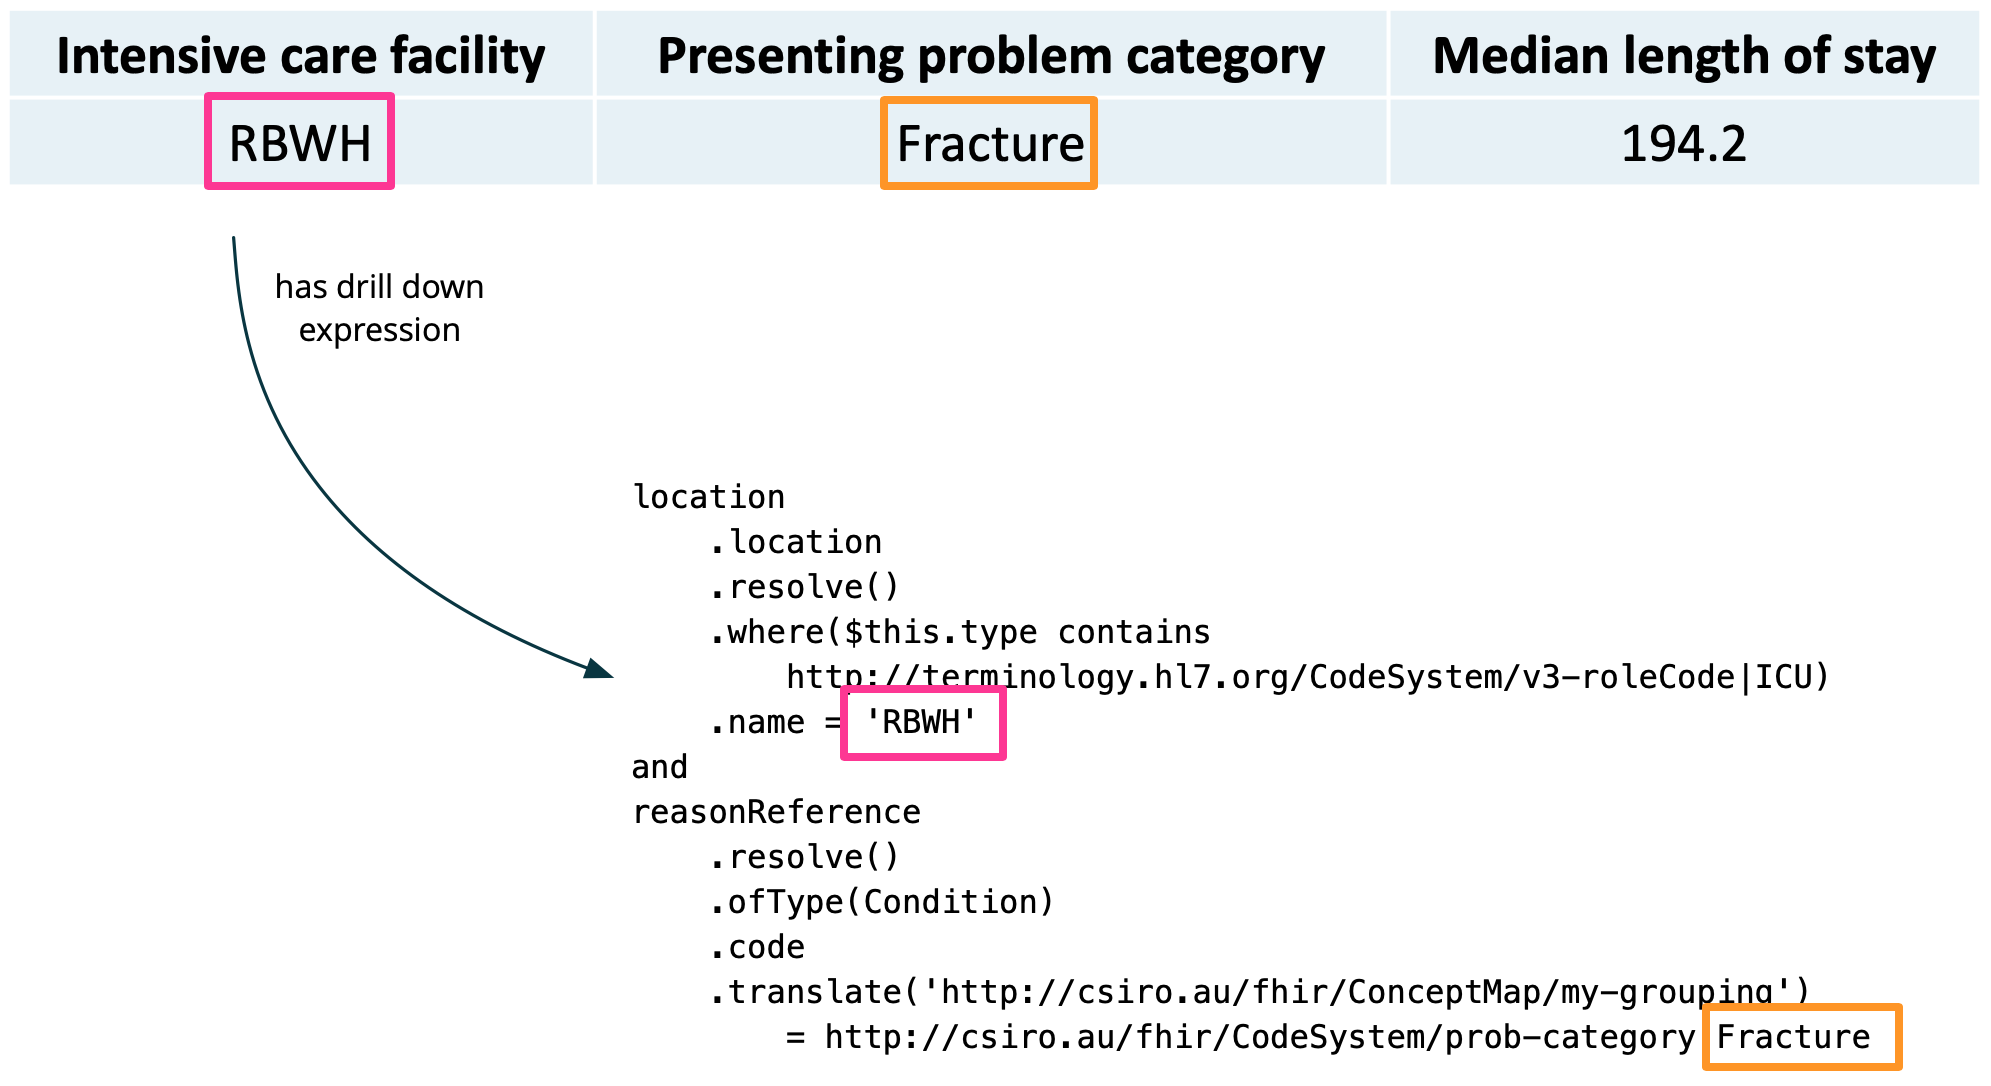 Intensive care facility Presenting problem category Median length of stay
RBWH Fracture 194.2
has drill down
expression
location
.location
.resolve()
.where($this.type contains
http://terminology.hl7.org/CodeSystem/v3-roleCode|ICU)
.name = 'RBWH'
and
reasonReference
.resolve()
.ofType(Condition)
.code
.translate('http://csiro.au/fhir/ConceptMap/my-grouping')
= http://csiro.au/fhir/CodeSystem/prob-category Fracture